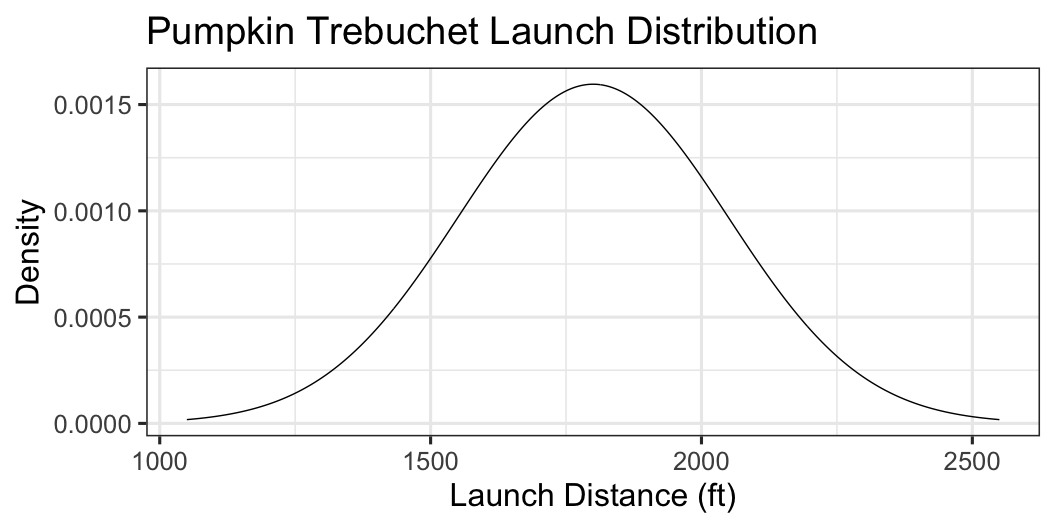 Pumpkin Trebuchet Launch Distribution
0.0015
0.0010
0.0005
0.0000
Density
1000 1500 2000 2500
Launch Distance (ft)